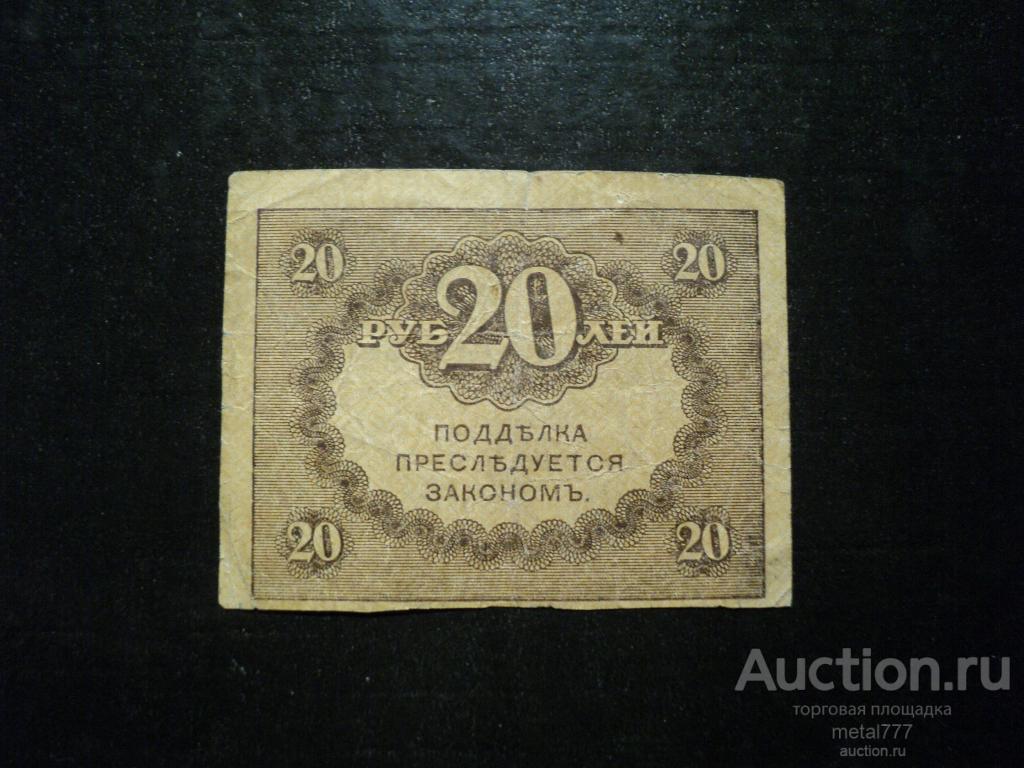 20 20
РУБ 20 ЛЕЙ
ПОДДѢЛКА
ПРЕСЛѢДУЕТСЯ
ЗАКОНОМЪ.
20 20
Auction.ru
торговая площадка
metal777
auction.ru